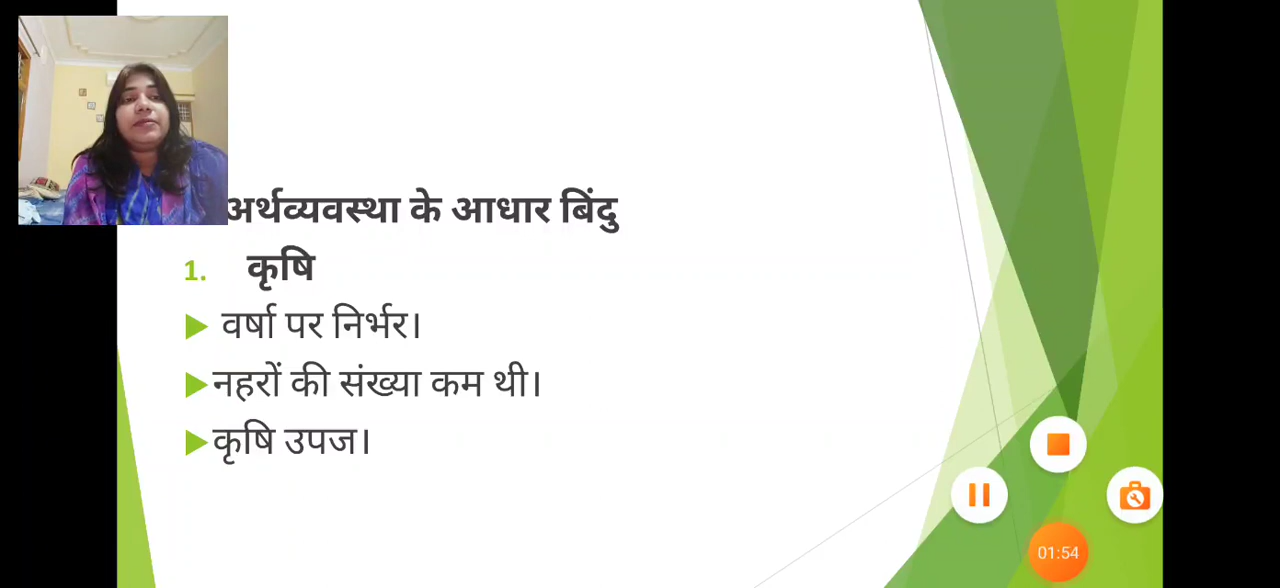 अर्थव्यवस्था के आधार बिंदु
1. कृषि
वर्षा पर निर्भर।
नहरों की संख्या कम थी।
कृषि उपज।
01:54